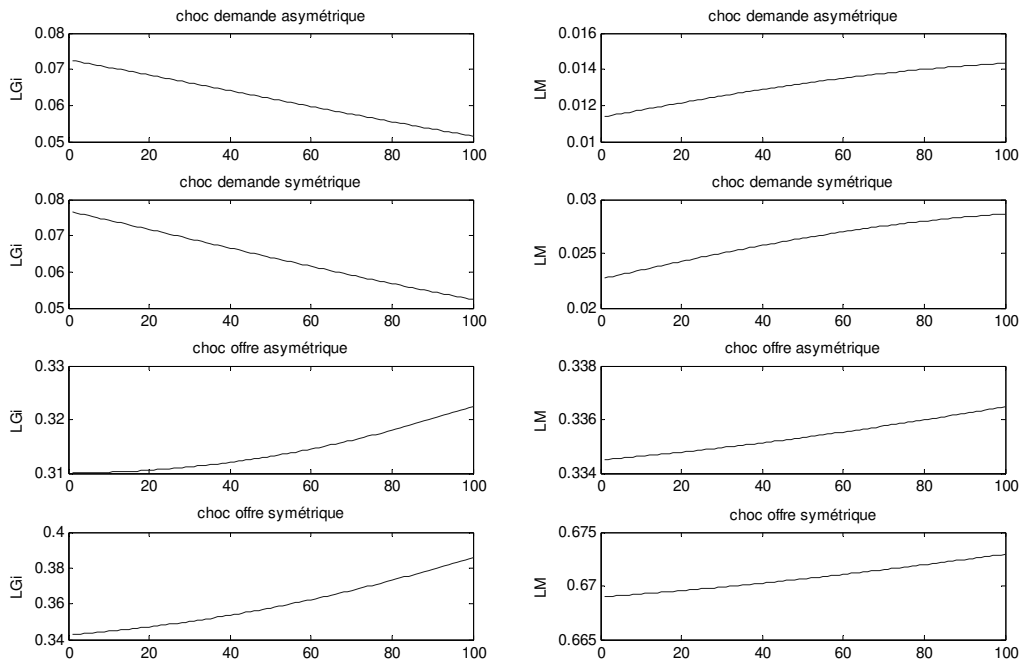 choc demande asymétrique
LGi
0.08
0.07
0.06
0.05
0 20 40 60 80 100
choc demande asymétrique
LM
0.016
0.014
0.012
0.01
0 20 40 60 80 100
choc demande symétrique
LGi
0.08
0.07
0.06
0.05
0 20 40 60 80 100
choc demande symétrique
LM
0.03
0.025
0.02
0 20 40 60 80 100
choc offre asymétrique
LGi
0.33
0.32
0.31
0 20 40 60 80 100
choc offre asymétrique
LM
0.338
0.336
0.334
0 20 40 60 80 100
choc offre symétrique
LGi
0.4
0.38
0.36
0.34
0 20 40 60 80 100
choc offre symétrique
LM
0.675
0.67
0.665
0 20 40 60 80 100